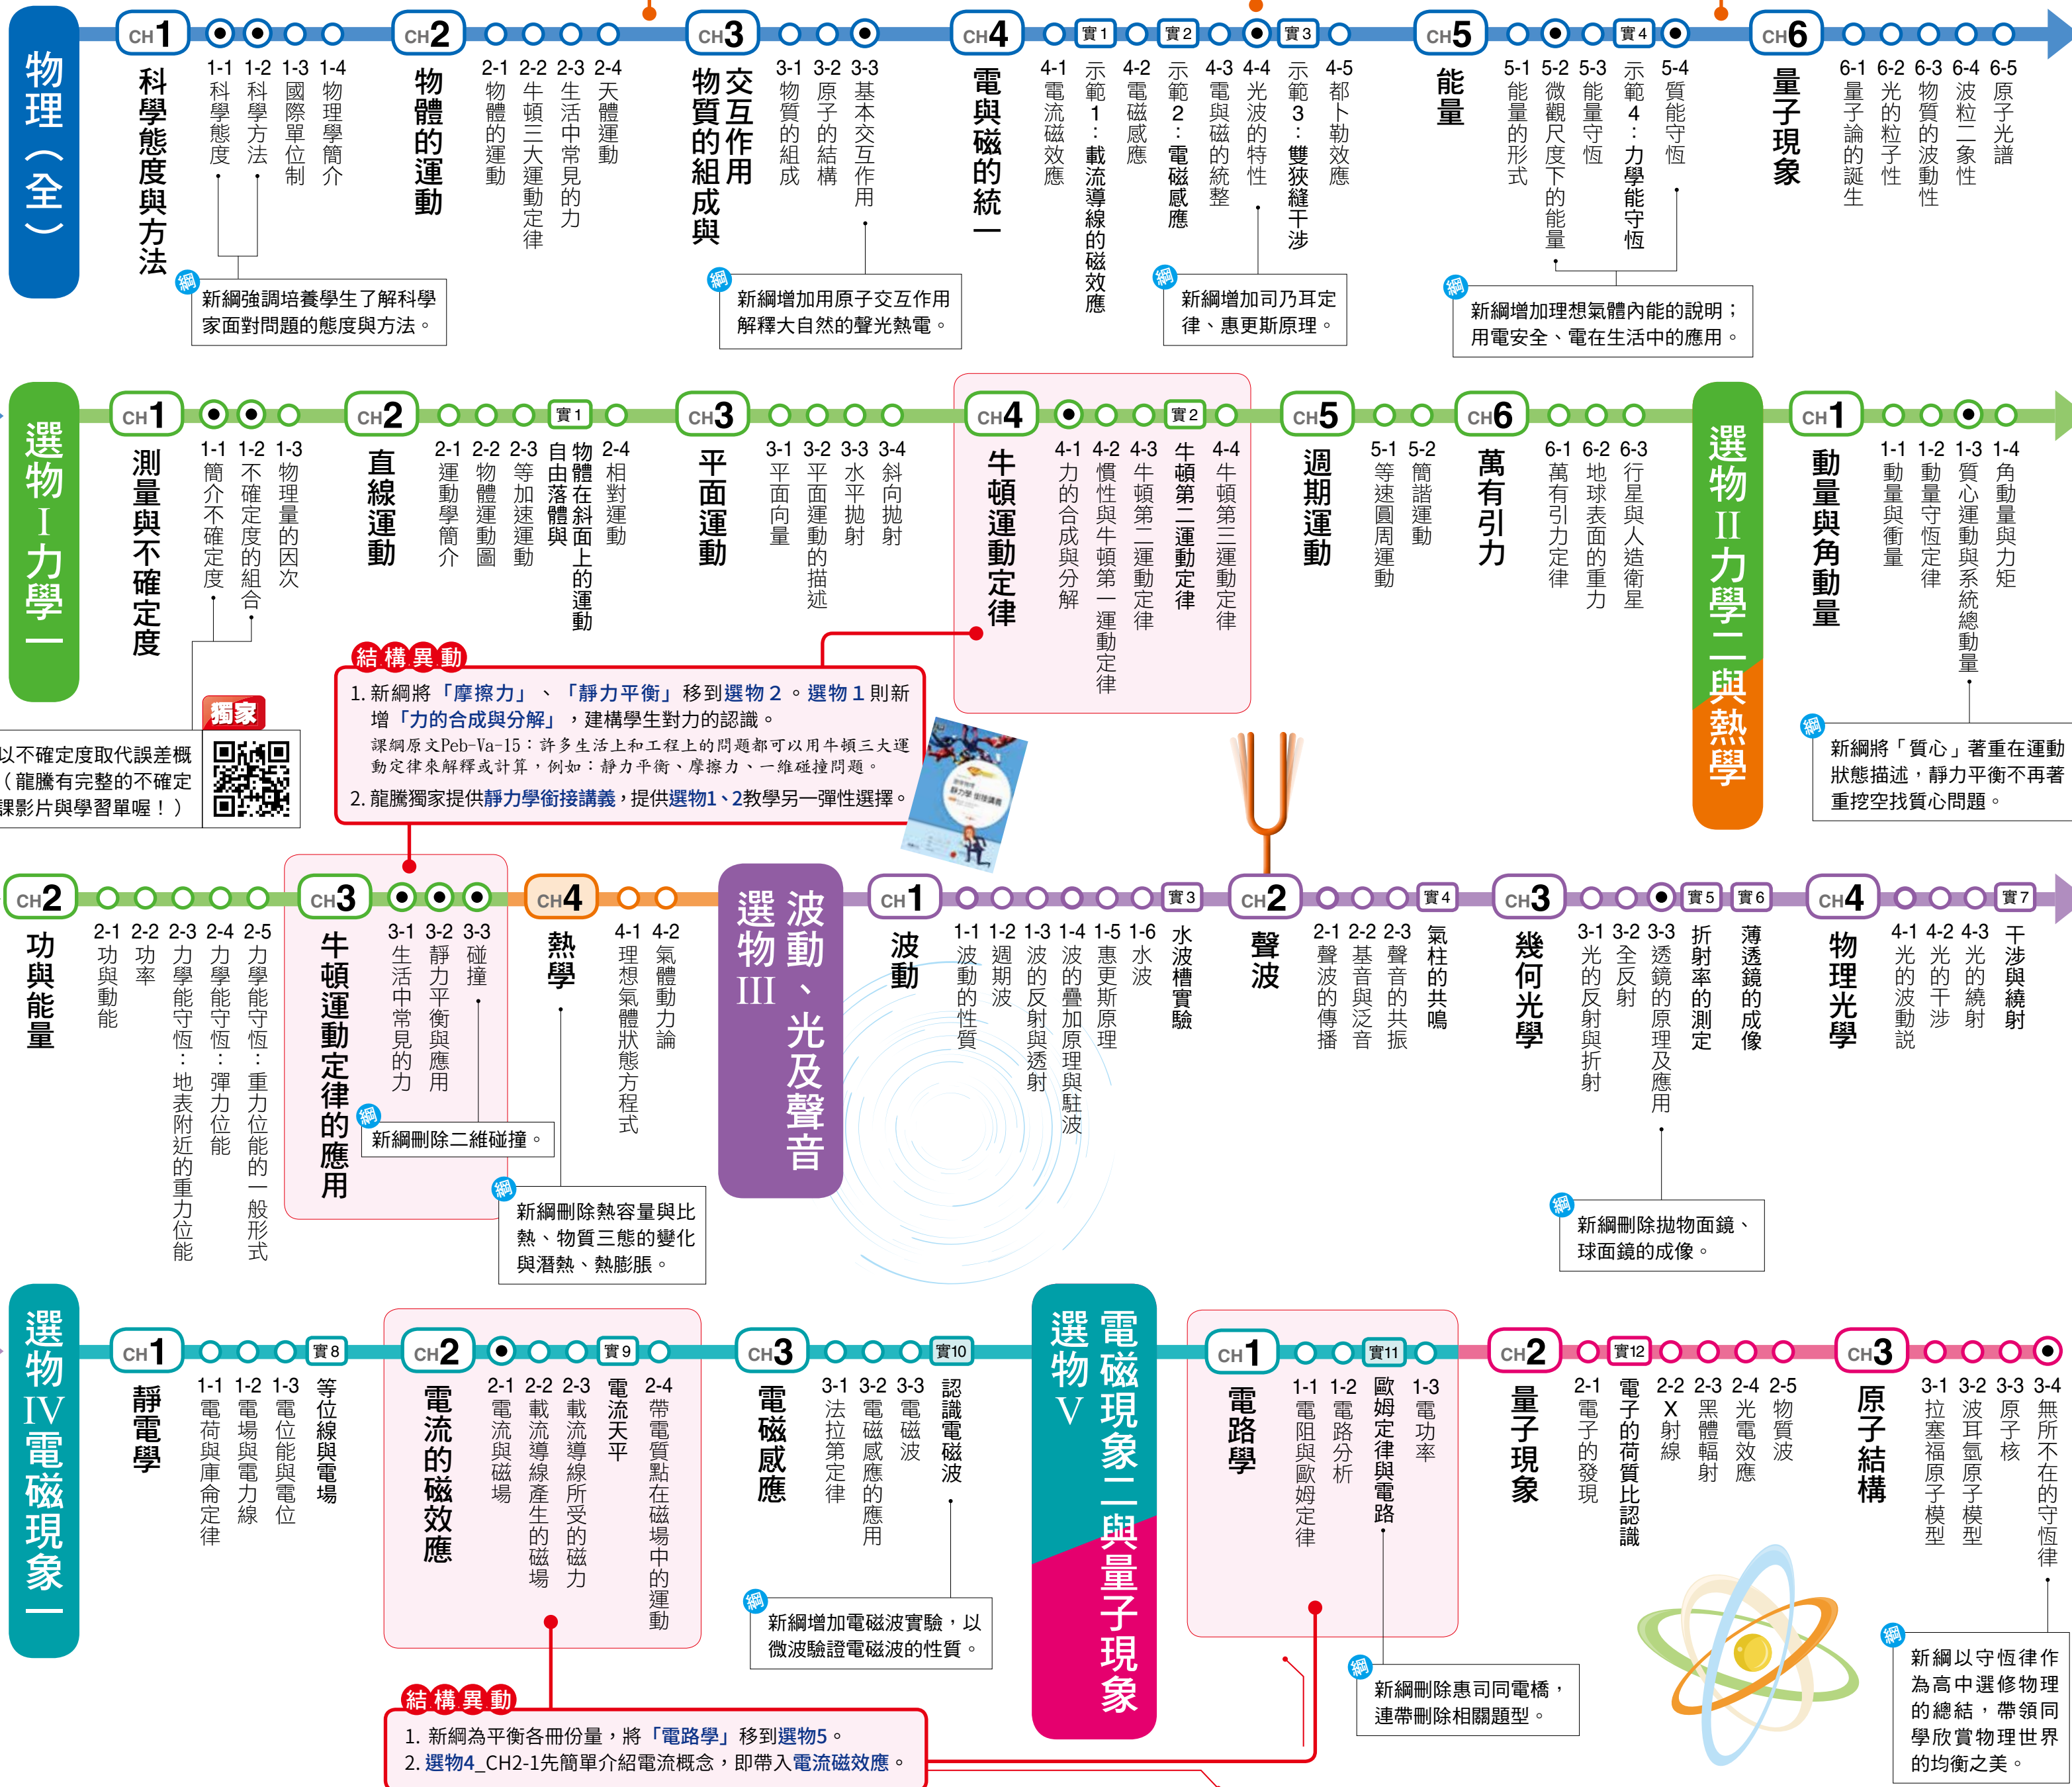 物理（全）
CH1
科學態度與方法
1-1 科學態度
1-2 科學方法
1-3 國際單位制
1-4 物理學簡介
綱
新綱強調培養學生了解科學
家面對問題的態度與方法。
CH2
物體的運動
2-1 物體的運動
2-2 牛頓三大運動定律
2-3 生活中常見的力
2-4 天體運動
CH3
物質的組成與
交互作用
3-1 物質的組成
3-2 原子的結構
3-3 基本交互作用
綱
新綱增加用原子交互作用
解釋大自然的聲光熱電。
CH4
電與磁的統一
4-1 電流磁效應
實1
示範1：載流導線的磁效應
4-2 電磁感應
實2
示範2：電磁感應
4-3 電與磁的統整
4-4 光波的特性
實3
示範3：雙狹縫干涉
4-5 都卜勒效應
綱
新綱增加司乃耳定
律、惠更斯原理。
CH5
能量
5-1 能量的形式
5-2 微觀尺度下的能量
5-3 能量守恆
實4
示範4：力學能守恆
5-4 質能守恆
綱
新綱增加理想氣體內能的說明；
用電安全、電在生活中的應用。
CH6
量子現象
6-1 量子論的誕生
6-2 光的粒子性
6-3 物質的波動性
6-4 波粒二象性
6-5 原子光譜
選物I力學一
CH1
測量與不確定度
1-1 簡介不確定度
1-2 不確定度的組合
1-3 物理量的因次
獨家
以不確定度取代誤差概
（龍騰有完整的不確定
課影片與學習單喔！）
CH2
直線運動
2-1 運動學簡介
2-2 物體運動圖
2-3 等加速運動
實1
自由落體與
物體在斜面上的運動
2-4 相對運動
CH3
平面運動
3-1 平面向量
3-2 平面運動的描述
3-3 水平拋射
3-4 斜向拋射
CH4
牛頓運動定律
4-1 力的合成與分解
4-2 慣性與牛頓第一運動定律
4-3 牛頓第二運動定律
實2
牛頓第二運動定律
4-4 牛頓第三運動定律
結構異動
1. 新綱將「摩擦力」、「靜力平衡」移到選物2。選物1則新
增「力的合成與分解」，建構學生對力的認識。
課綱原文Peb-Va-15：許多生活上和工程上的問題都可以用牛頓三大運
動定律來解釋或計算，例如：靜力平衡、摩擦力、一維碰撞問題。
2. 龍騰獨家提供靜力學銜接講義，提供選物1、2教學另一彈性選擇。
靜力學 銜接講義
CH5
週期運動
5-1 等速圓周運動
5-2 簡諧運動
CH6
萬有引力
6-1 萬有引力定律
6-2 地球表面的重力
6-3 行星與人造衛星
選物II力學二與熱學
CH1
動量與角動量
1-1 動量與衝量
1-2 動量守恆定律
1-3 質心運動與系統總動量
1-4 角動量與力矩
綱
新綱將「質心」著重在運動
狀態描述，靜力平衡不再著
重挖空找質心問題。
CH2
功與能量
2-1 功與動能
2-2 功率
2-3 力學能守恆：地表附近的重力位能
2-4 力學能守恆：彈力位能
2-5 力學能守恆：重力位能的一般形式
CH3
牛頓運動定律的應用
3-1 生活中常見的力
3-2 靜力平衡與應用
3-3 碰撞
綱
新綱刪除二維碰撞。
CH4
熱學
4-1 理想氣體狀態方程式
4-2 氣體動力論
綱
新綱刪除熱容量與比
熱、物質三態的變化
與潛熱、熱膨脹。
選物III
波動、光及聲音
CH1
波動
1-1 波動的性質
1-2 週期波
1-3 波的反射與透射
1-4 波的疊加原理與駐波
1-5 惠更斯原理
1-6 水波
實3
水波槽實驗
CH2
聲波
2-1 聲波的傳播
2-2 基音與泛音
2-3 聲音的共振
實4
氣柱的共鳴
CH3
幾何光學
3-1 光的反射與折射
3-2 全反射
3-3 透鏡的原理及應用
實5
折射率的測定
實6
薄透鏡的成像
綱
新綱刪除拋物面鏡、
球面鏡的成像。
CH4
物理光學
4-1 光的波動說
4-2 光的干涉
4-3 光的繞射
實7
干涉與繞射
選物IV電磁現象一
CH1
靜電學
1-1 電荷與庫侖定律
1-2 電場與電力線
1-3 電位能與電位
實8
等位線與電場
CH2
電流的磁效應
2-1 電流與磁場
2-2 載流導線產生的磁場
2-3 載流導線所受的磁力
實9
電流天平
2-4 帶電質點在磁場中的運動
結構異動
1. 新綱為平衡各冊份量，將「電路學」移到選物5。
2. 選物4_CH2-1先簡單介紹電流概念，即帶入電流磁效應。
CH3
電磁感應
3-1 法拉第定律
3-2 電磁感應的應用
3-3 電磁波
實10
認識電磁波
綱
新綱增加電磁波實驗，以
微波驗證電磁波的性質。
選物V
電磁現象二與量子現象
CH1
電路學
1-1 電阻與歐姆定律
1-2 電路分析
實11
歐姆定律與電路
1-3 電功率
綱
新綱刪除惠司同電橋，
連帶刪除相關題型。
CH2
量子現象
2-1 電子的發現
實12
電子的荷質比認識
2-2 X射線
2-3 黑體輻射
2-4 光電效應
2-5 物質波
CH3
原子結構
3-1 拉塞福原子模型
3-2 波耳氫原子模型
3-3 原子核
3-4 無所不在的守恆律
綱
新綱以守恆律作
為高中選修物理
的總結，帶領同
學欣賞物理世界
的均衡之美。